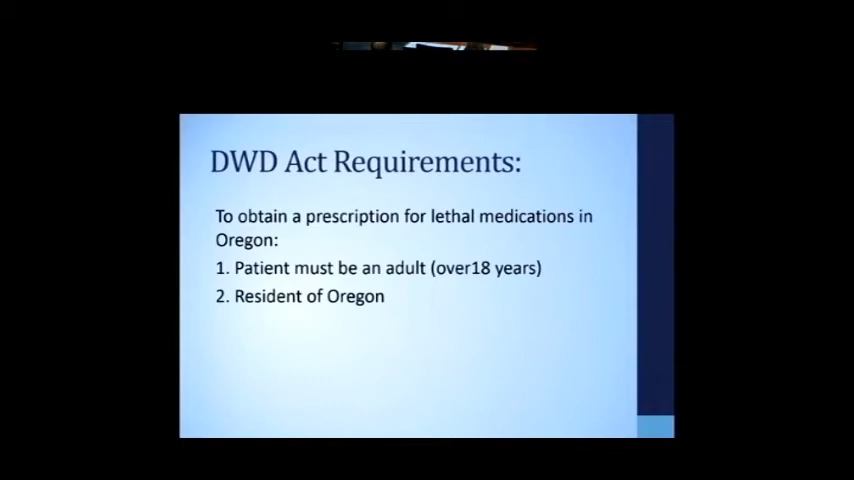 DWD Act Requirements:
To obtain a prescription for lethal medications in
Oregon:
1. Patient must be an adult (over18 years)
2. Resident of Oregon